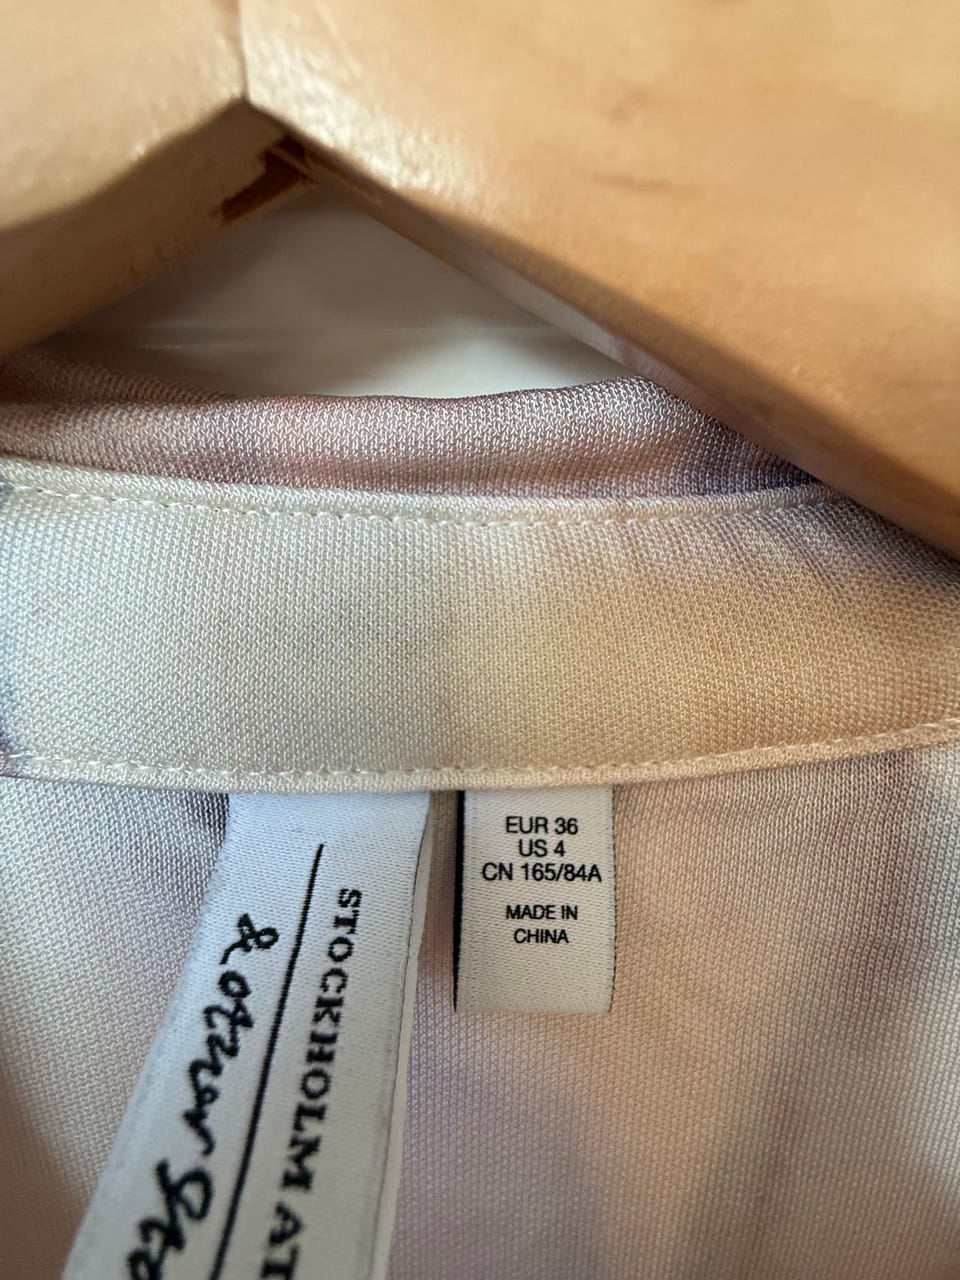 & other Sto
STOCKHOLM AT
EUR 36
US 4
CN 165/84A
MADE IN
CHINA